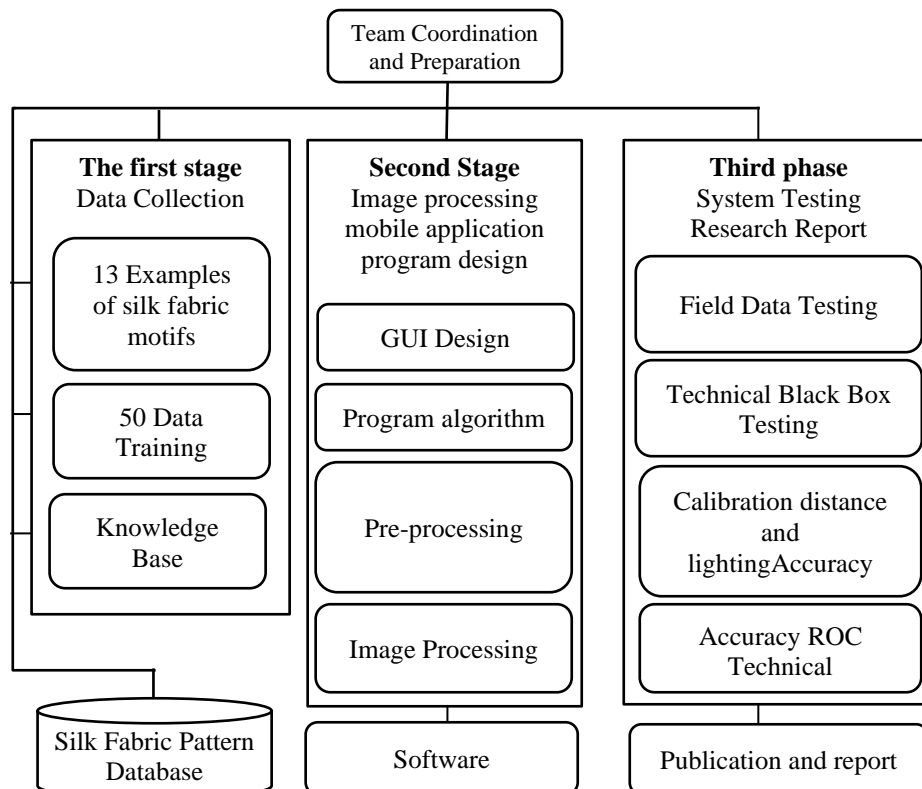 Team Coordination
and Preparation
The first stage
Data Collection
13 Examples
of silk fabric
motifs
50 Data
Training
Knowledge
Base
Silk Fabric Pattern
Database
Second Stage
Image processing
mobile application
program design
GUI Design
Program algorithm
Pre-processing
Image Processing
Software
Third phase
System Testing
Research Report
Field Data Testing
Technical Black Box
Testing
Calibration distance
and
lightingAccuracy
Accuracy ROC
Technical
Publication and report